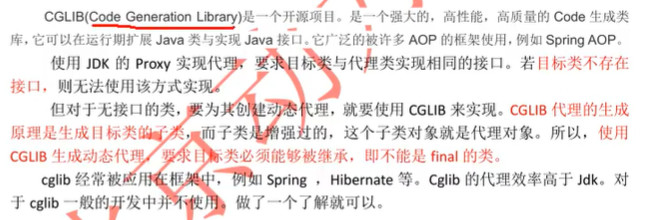 CGLIB(Code Generation Library)是一个开源项目。是一个强大的，高性能，高质量的 Code 生成类
库，它可以在运行期扩展 Java 类与实现 Java 接口。它广泛的被许多 AOP 的框架使用，例如 Spring AOP。
使用 JDK 的 Proxy 实现代理，要求目标类与代理类实现相同的接口。若目标类不存在
接口，则无法使用该方式实现。
但对于无接口的类，要为其创建动态代理，就要使用 CGLIB 来实现。CGLIB 代理的生成
原理是生成目标类的子类，而子类是增强过的，这个子类对象就是代理对象。所以，使用
CGLIB 生成动态代理，要求目标类必须能够被继承，即不能是 final 的类。
cglib 经常被应用在框架中，例如 Spring ，Hibernate 等。Cglib 的代理效率高于 Jdk。对
于 cglib 一般的开发中并不使用。做了一个了解就可以。